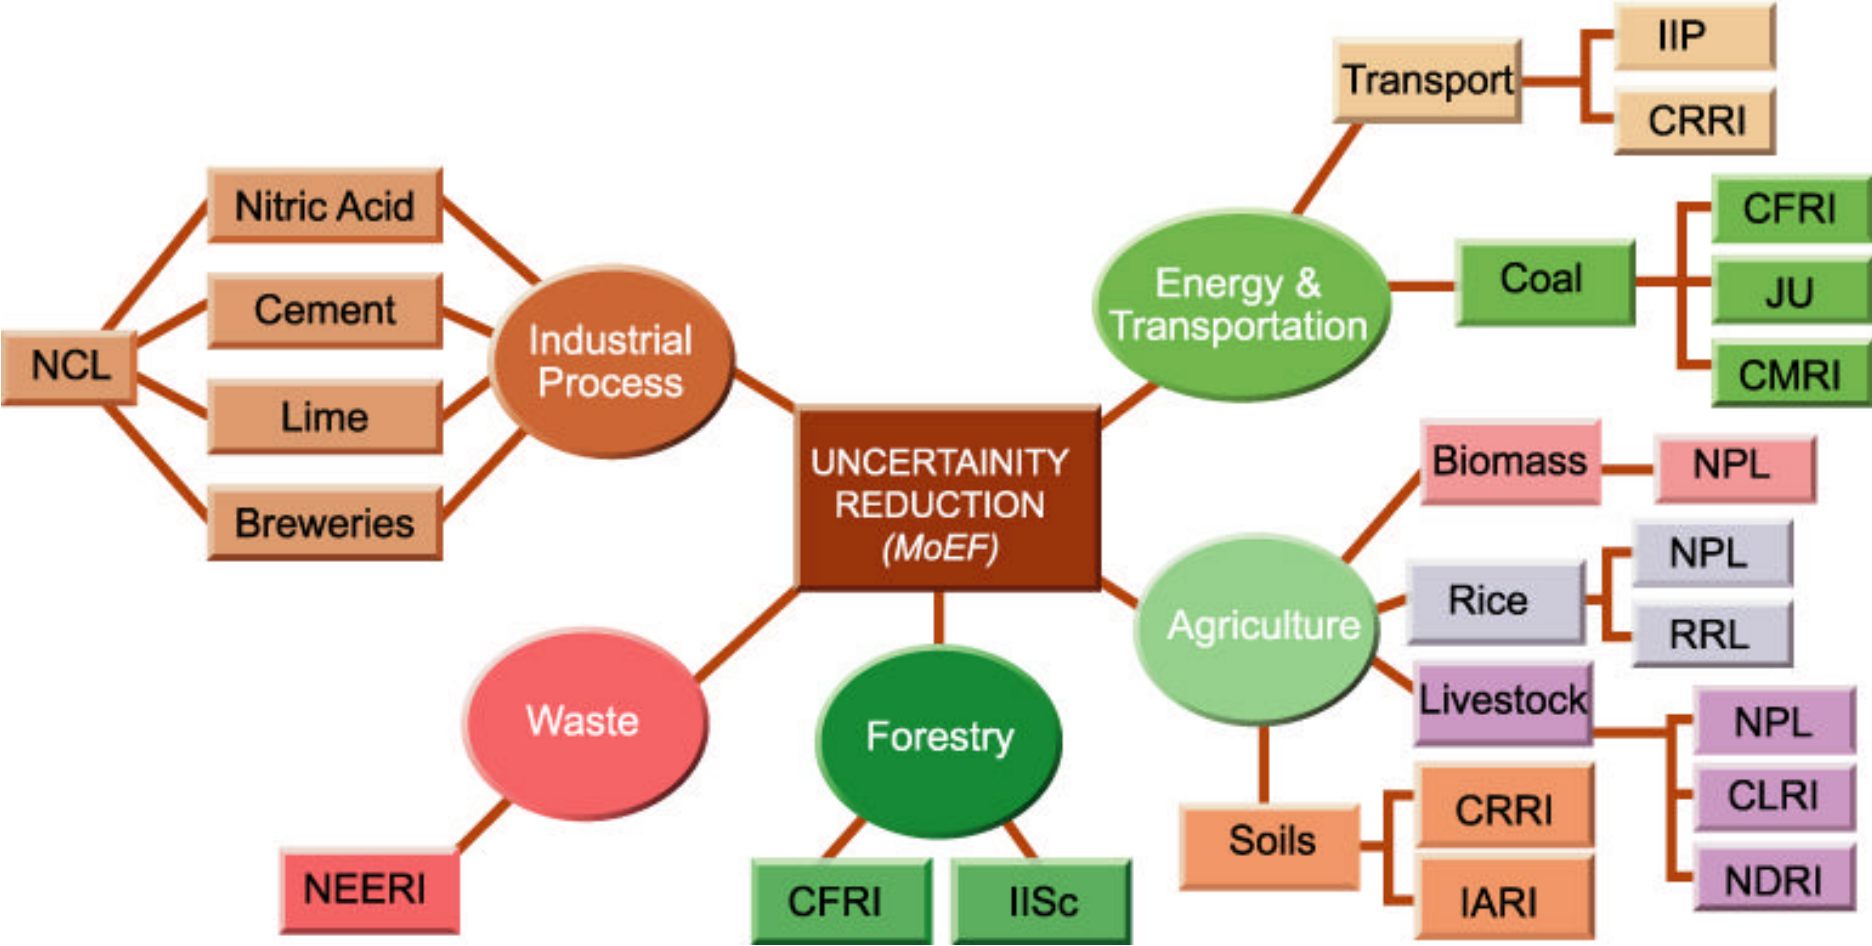 IIP
Transport
CRRI
Nitric Acid
CFRI
Energy &
Transportation
Coal
JU
Cement
CMRI
Industrial
Process
NCL
Lime
Biomass
NPL
UNCERTAINITY
REDUCTION
(MoEF)
Breweries
NPL
Rice
RRL
Agriculture
Livestock
NPL
CLRI
NDRI
Waste
Forestry
Soils
CRRI
IARI
NEERI
CFRI
IISc